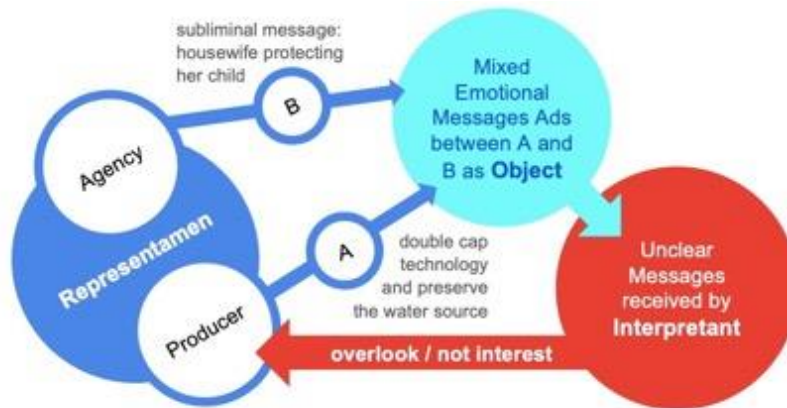 subliminal message:
housewife protecting
her child
B
Agency
Representamen
Producer
A
double cap
technology
and preserve
the water source
Mixed
Emotional
Messages Ads
between A and
B as Object
Unclear
Messages
received by
Interpretant
overlook / not interest